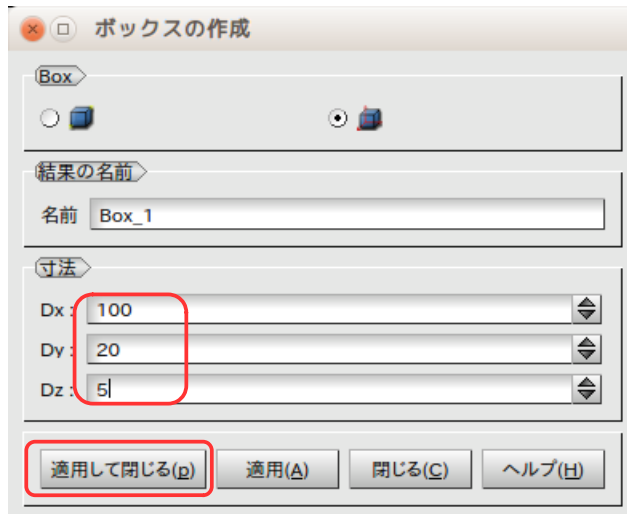 ボックスの作成
Box
結果の名前
名前 Box_1
寸法
Dx : 100
Dy : 20
Dz : 5
適用して閉じる(p) 適用(A) 閉じる(C) ヘルプ(H)